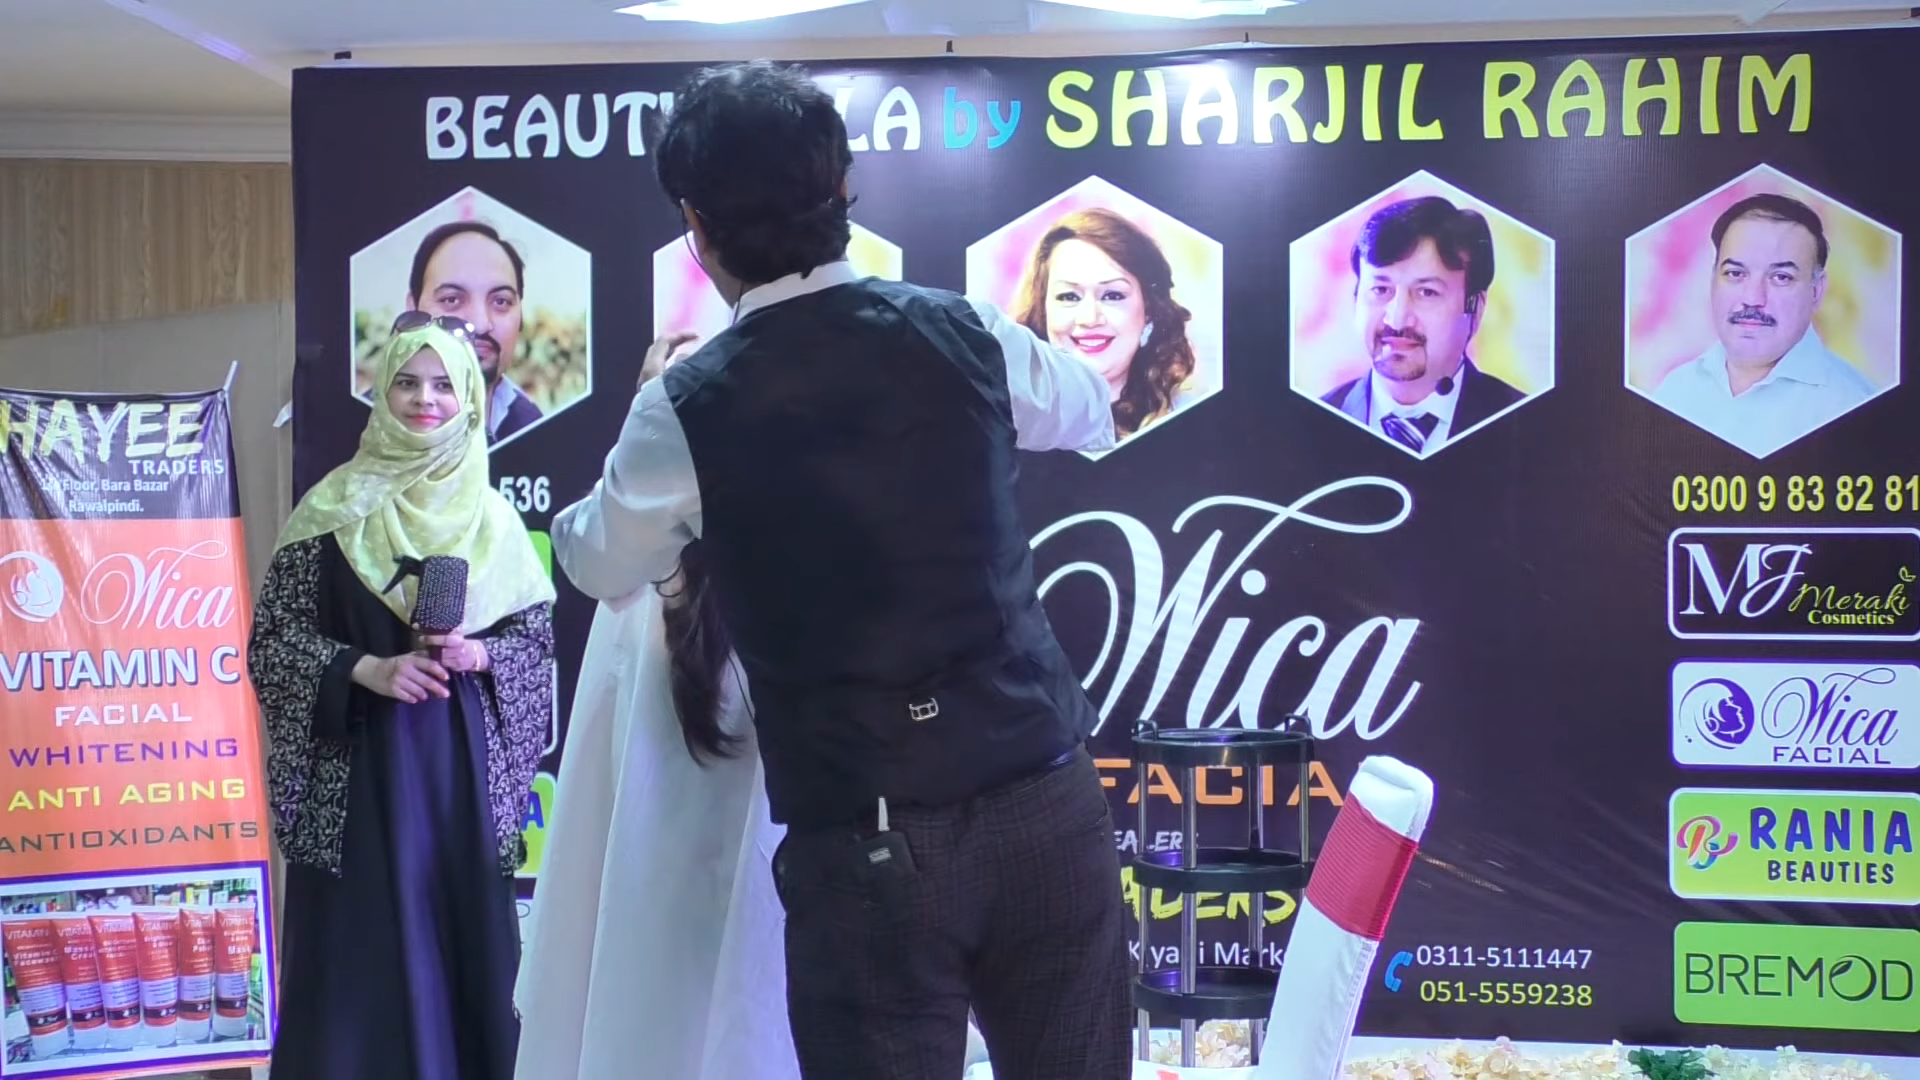 BEAUT LA by SHARJIL RAHIM
HAYEE
TRADERS
Floor, Bara Bazar
Rawalpindi.
Wica
VITAMIN C
FACIAL
WHITENING
ANTI AGING
ANTIOXIDANTS
536
0300 9 83 82 81
Wica
FACIA
MJ Meraki
Cosmetics
Wica
FACIAL
RANIA
BEAUTIES
BREMOD
0311-5111447
051-5559238